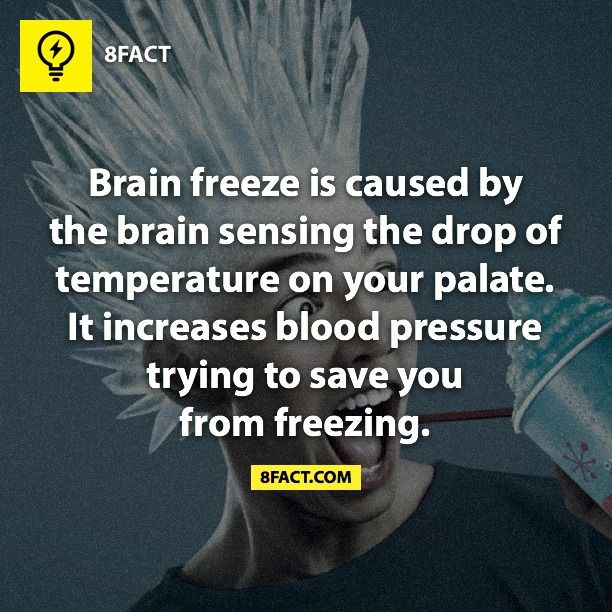 8FACT
Brain freeze is caused by
the brain sensing the drop of
temperature on your palate.
It increases blood pressure
trying to save you
from freezing.
8FACT.COM